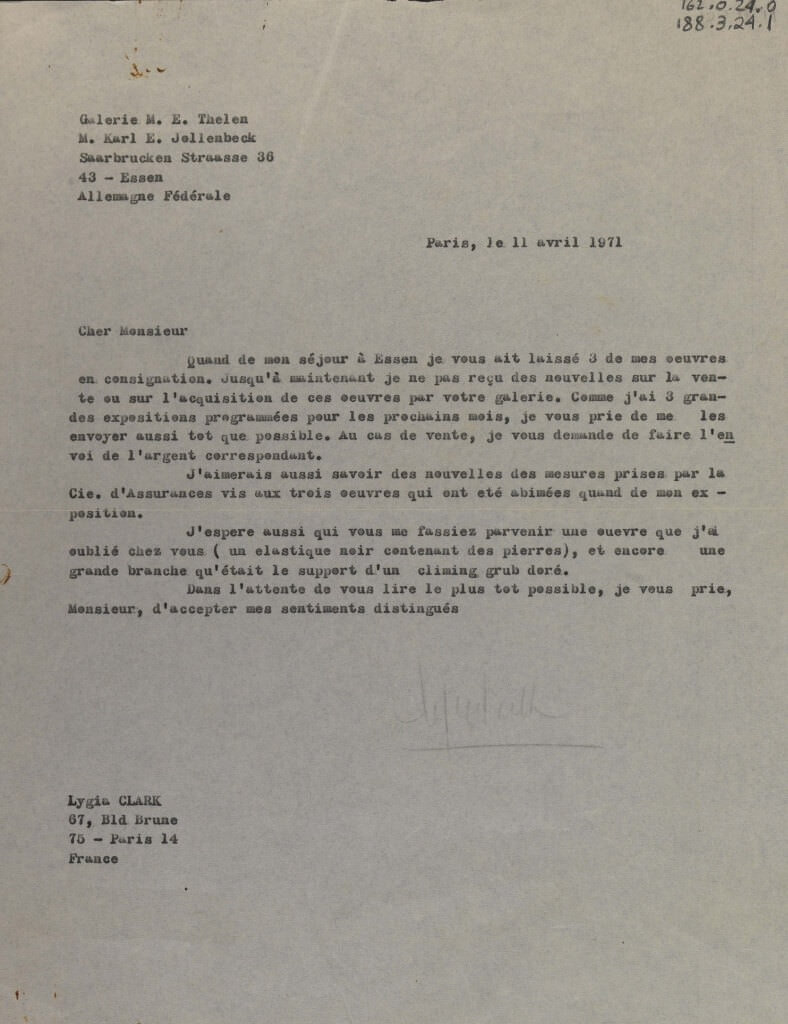 162.0.24.0
188.3.24.1
Galerie M. E. Thelen
M. Karl E. Jollenbeck
Saarbrucken Straasse 36
43 - Essen
Allemagne Fédérale
Paris, le 11 avril 1971
Cher Monsieur
Quand de mon séjour à Essen je vous ait laissé 3 de mes oeuvres
en consignation. Jusqu'à maintenant je ne pas reçu des nouvelles sur la ven-
te ou sur l'acquisition de ces oeuvres par votre galerie. Comme j'ai 3 gran-
des expositions programmées pour les prochains mois, je vous prie de me les
envoyer aussi tot que possible. Au cas de vente, je vous demande de faire l'en
voi de l'argent correspondant.
J'aimerais aussi savoir des nouvelles des mesures prises par la
Cie. d'Assurances vis aux trois oeuvres qui ont eté abimées quand de mon ex -
position.
J'espere aussi qui vous me fassiez parvenir une ouevre que j'ai
oublié chez vous ( un elastique noir contenant des pierres), et encore une
grande branche qu'était le support d'un climing grub doré.
Dans l'attente de vous lire le plus tot possible, je vous prie,
Monsieur, d'accepter mes sentiments distingués
Lygia CLARK
67, Bld Brune
75 - Paris 14
France